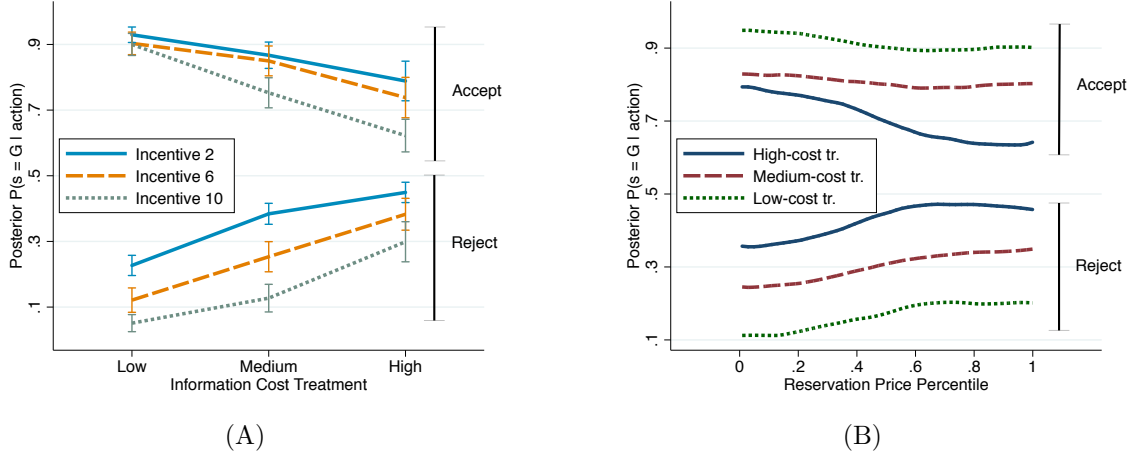 Posterior P(s = G I action)
.9
.7
.5
.3
.1
Incentive 2
Incentive 6
Incentive 10
Accept
Reject
Low Medium High
Information Cost Treatment
(A)
Posterior P(s = G I action)
.9
.7
.5
.3
.1
High-cost tr.
Medium-cost tr.
Low-cost tr.
Accept
Reject
0 .2 .4 .6 .8 1
Reservation Price Percentile
(B)